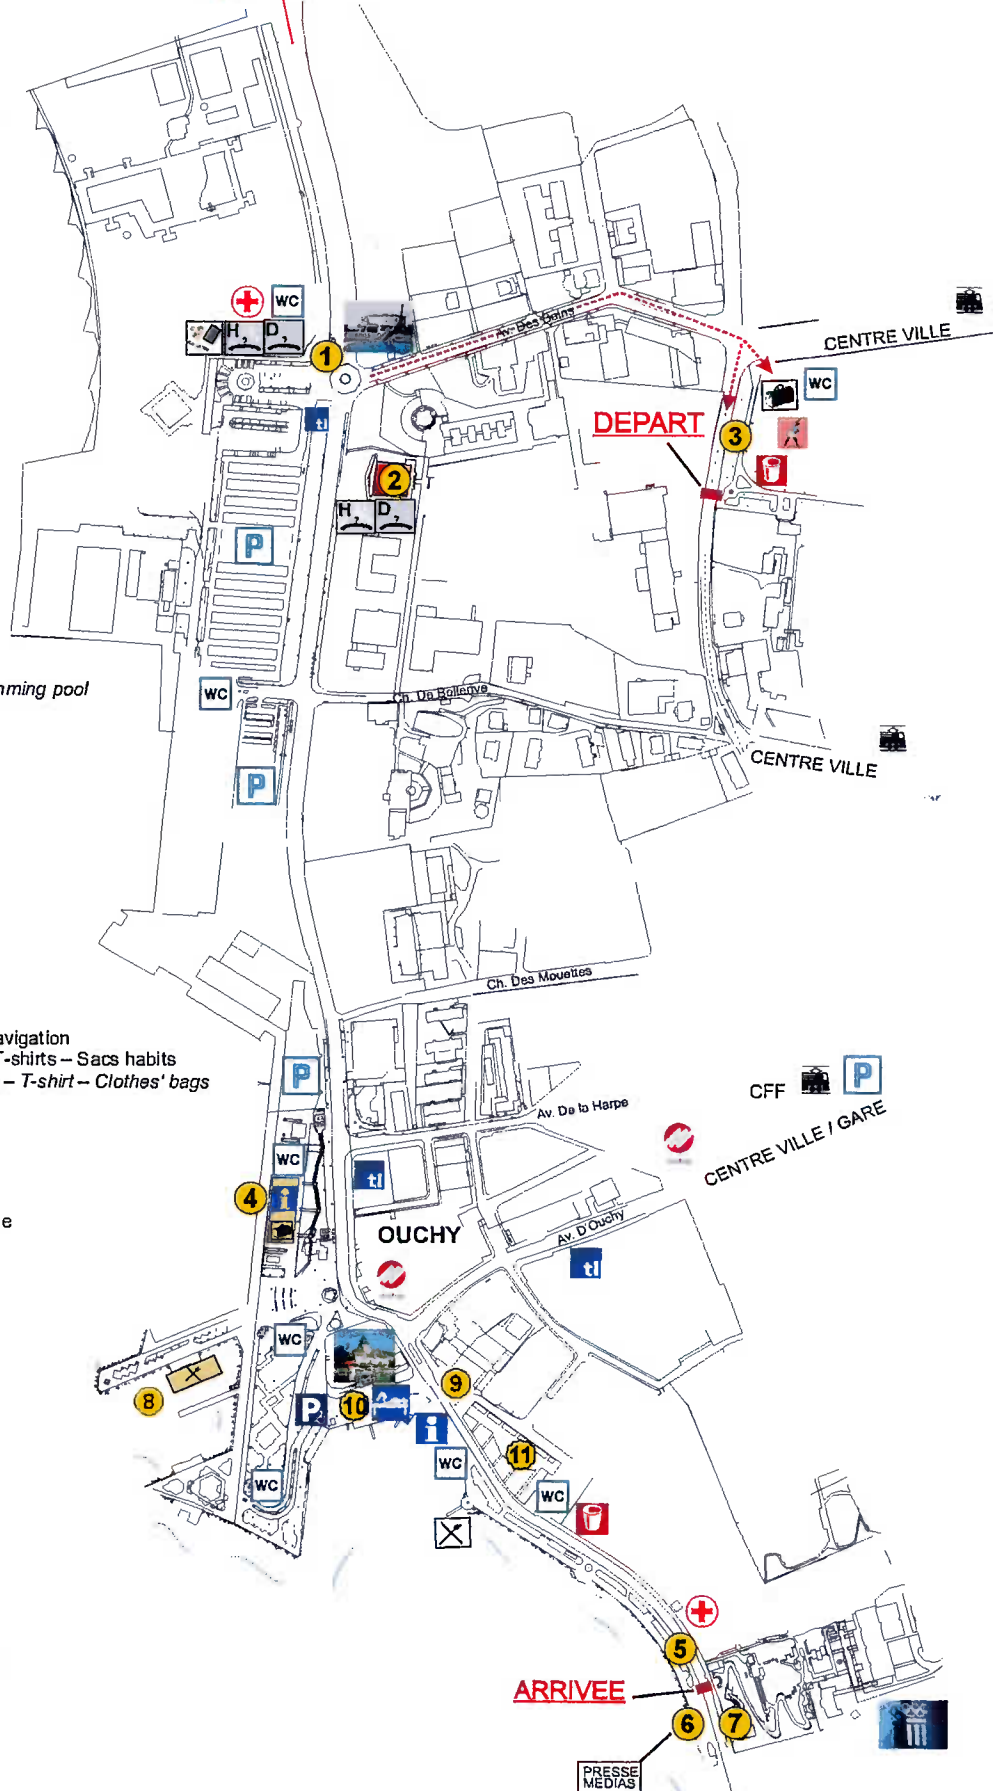 WC
H D
?
?
1
Av. Des Bains
CENTRE VILLE
WC
tl
DEPART
3
2
H D
?
?
P
mming pool
WC
Ch. De Bellerive
CENTRE VILLE
P
Ch. Des Mouettes
avigation
T-shirts – Sacs habits
– T-shirt – Clothes' bags
P
CFF
P
Av. De la Harpe
CENTRE VILLE / GARE
WC
tl
4
i
e
OUCHY
Av. D'Ouchy
tl
WC
8
9
P
10
i
11
WC
WC
WC
5
ARRIVEE
6
7
PRESSE
MEDIAS